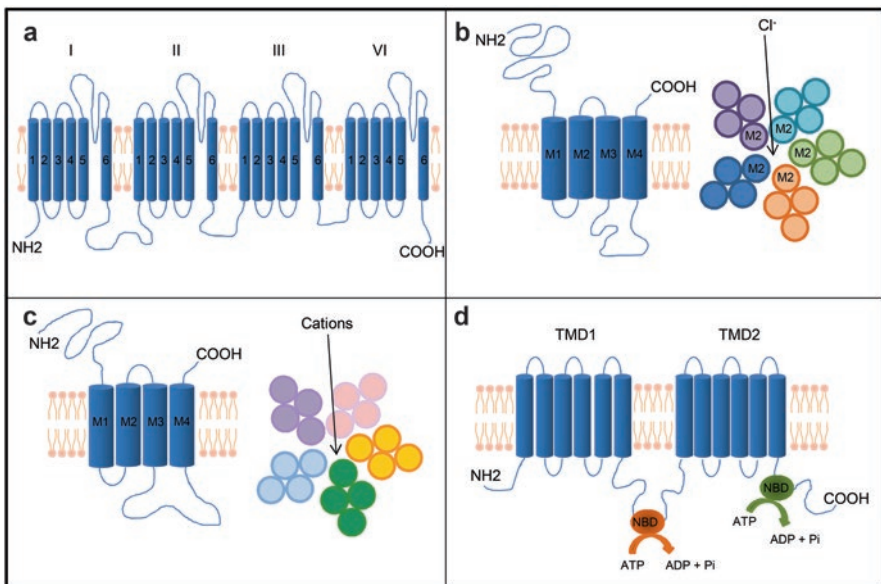 a
I II III VI
1 2 3 4 5 6 1 2 3 4 5 6 1 2 3 4 5 6 1 2 3 4 5 6
NH2
COOH
b
Cl-
NH2
COOH
M1 M2 M3 M4
M2 M2 M2 M2 M2
c
Cations
NH2
COOH
M1 M2 M3 M4
d
TMD1 TMD2
NH2
NBD
ATP ADP + Pi
NBD
COOH
ATP
ADP + Pi